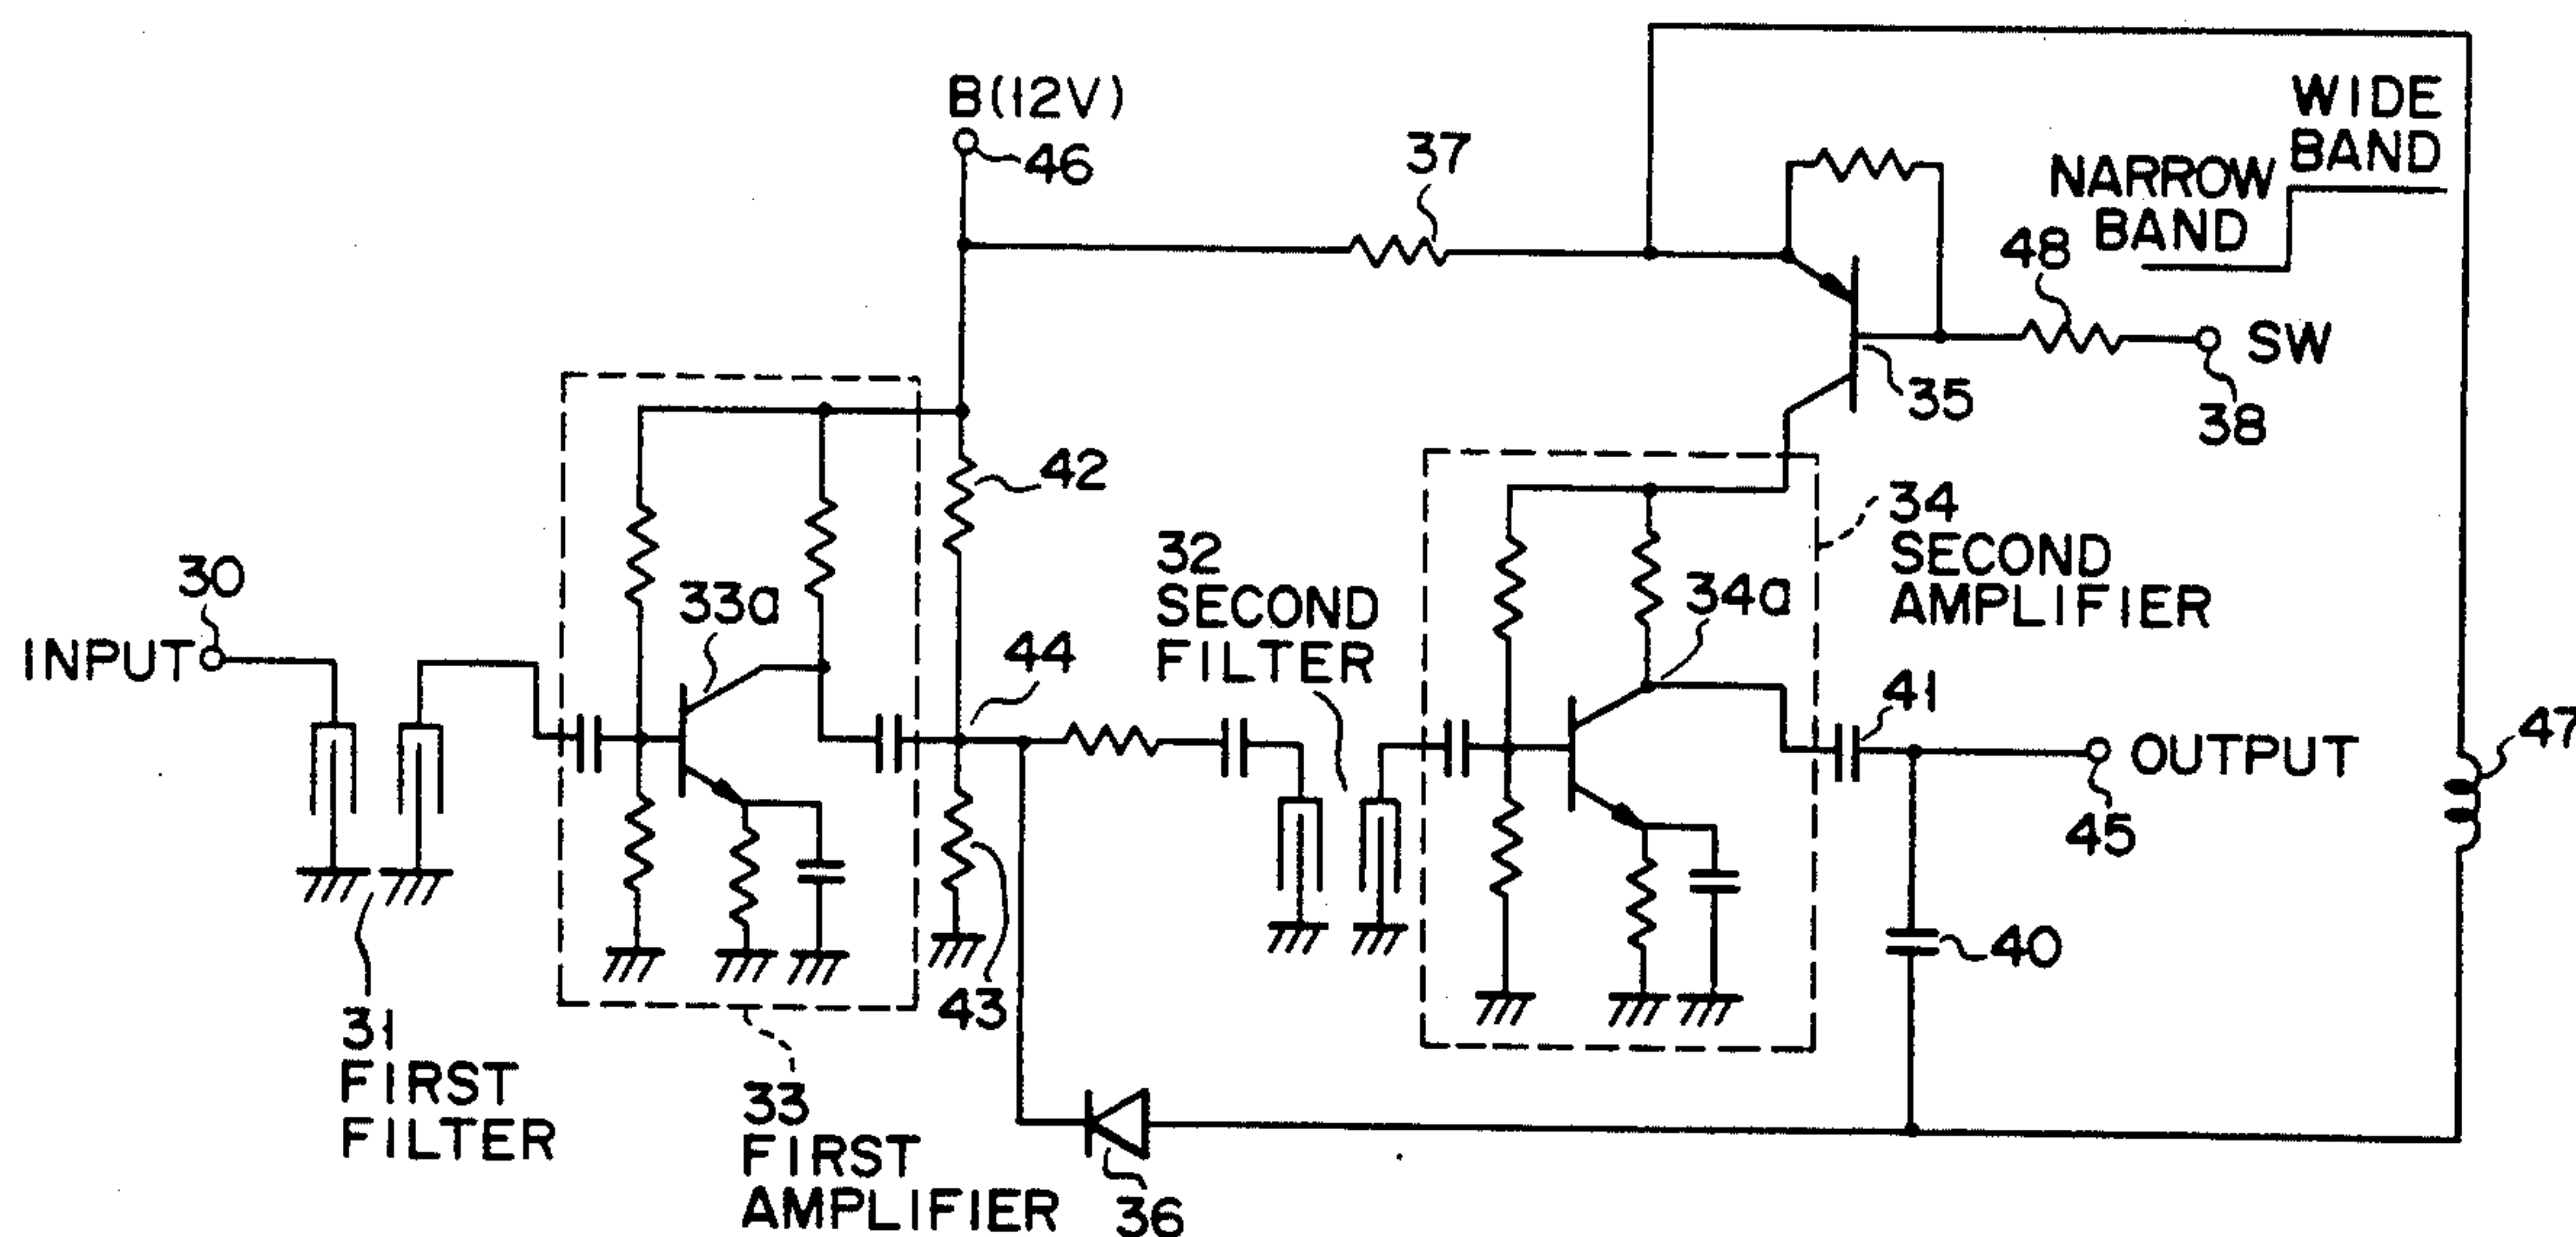 B(12V)
46
37
WIDE
BAND
NARROW
BAND
48
SW
38
35
42
30
INPUT
33a
44
32
SECOND
FILTER
34
SECOND
AMPLIFIER
34a
41
OUTPUT
45
47
43
40
31
FIRST
FILTER
33
FIRST
AMPLIFIER
36